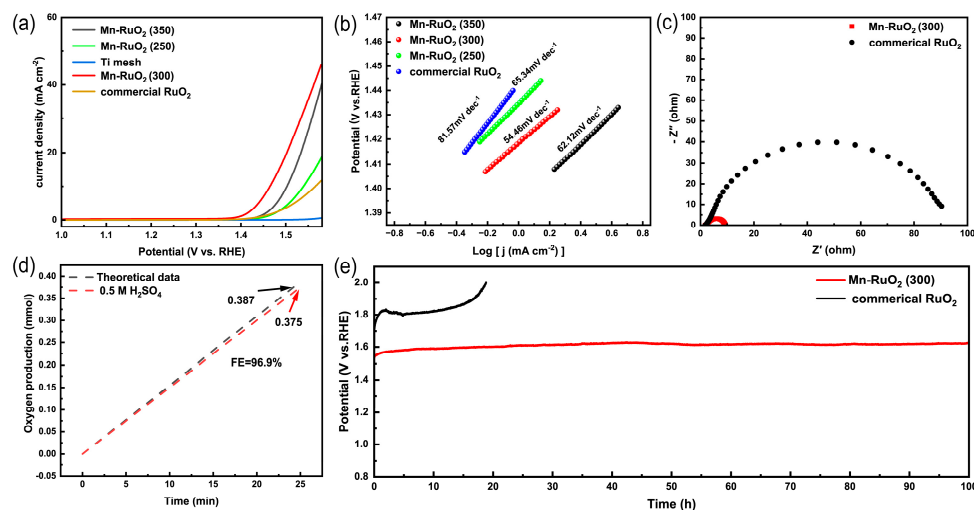 (a)
Mn-RuO₂ (350)
Mn-RuO₂ (250)
Ti mesh
Mn-RuO₂ (300)
commercial RuO₂
current density (mA cm⁻²)
60
40
20
0
1.0 1.1 1.2 1.3 1.4 1.5
Potential (V vs. RHE)
(b)
Mn-RuO₂ (350)
Mn-RuO₂ (300)
Mn-RuO₂ (250)
commercial RuO₂
81.57mV dec⁻¹
65.34mV dec⁻¹
54.46mV dec⁻¹
62.12mV dec⁻¹
Potential (V vs.RHE)
1.47
1.46
1.45
1.44
1.43
1.42
1.41
1.40
1.39
−0.8 −0.6 −0.4 −0.2 0.0 0.2 0.4 0.6 0.8
Log [ j (mA cm⁻²) ]
(c)
Mn-RuO₂ (300)
commerical RuO₂
- Z″ (ohm)
100
90
80
70
60
50
40
30
20
10
0
0 20 40 60 80 100
Z′ (ohm)
(d)
Theoretical data
0.5 M H₂SO₄
0.387
0.375
FE=96.9%
Oxygen production (mmol)
0.40
0.35
0.30
0.25
0.20
0.15
0.10
0.05
0.00
−0.05
0 5 10 15 20 25
Time (min)
(e)
Mn-RuO₂ (300)
commerical RuO₂
Potential (V vs.RHE)
2.0
1.8
1.6
1.4
1.2
1.0
0.8
0 10 20 30 40 50 60 70 80 90 100
Time (h)